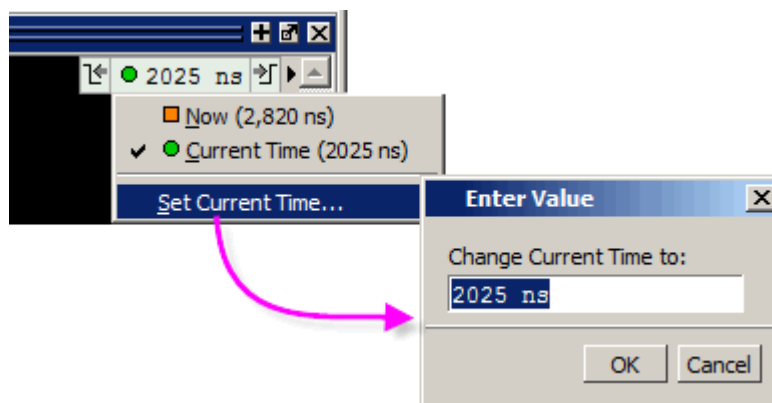 2025 ns
Now (2,820 ns)
Current Time (2025 ns)
Set Current Time...
Enter Value
Change Current Time to:
2025 ns
OK Cancel